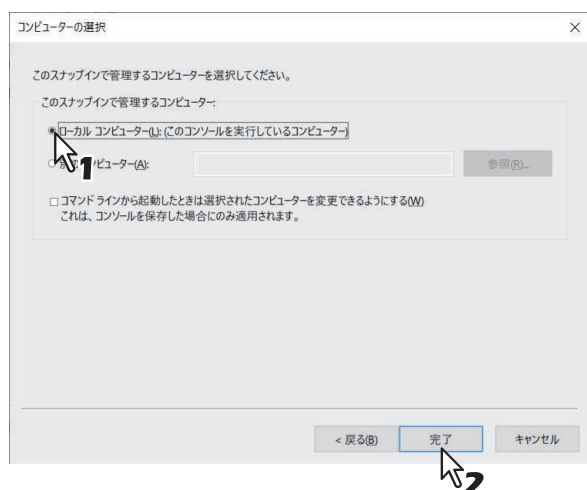 コンピューターの選択
このスナップインで管理するコンピューターを選択してください。
このスナップインで管理するコンピューター:
ローカル コンピューター(L): (このコンソールを実行しているコンピューター)
1
ピューター(A):
参照(R)...
コマンド ラインから起動したときは選択されたコンピューターを変更できるようにする(W)
これは、コンソールを保存した場合にのみ適用されます。
< 戻る(B)
完了
キャンセル
2